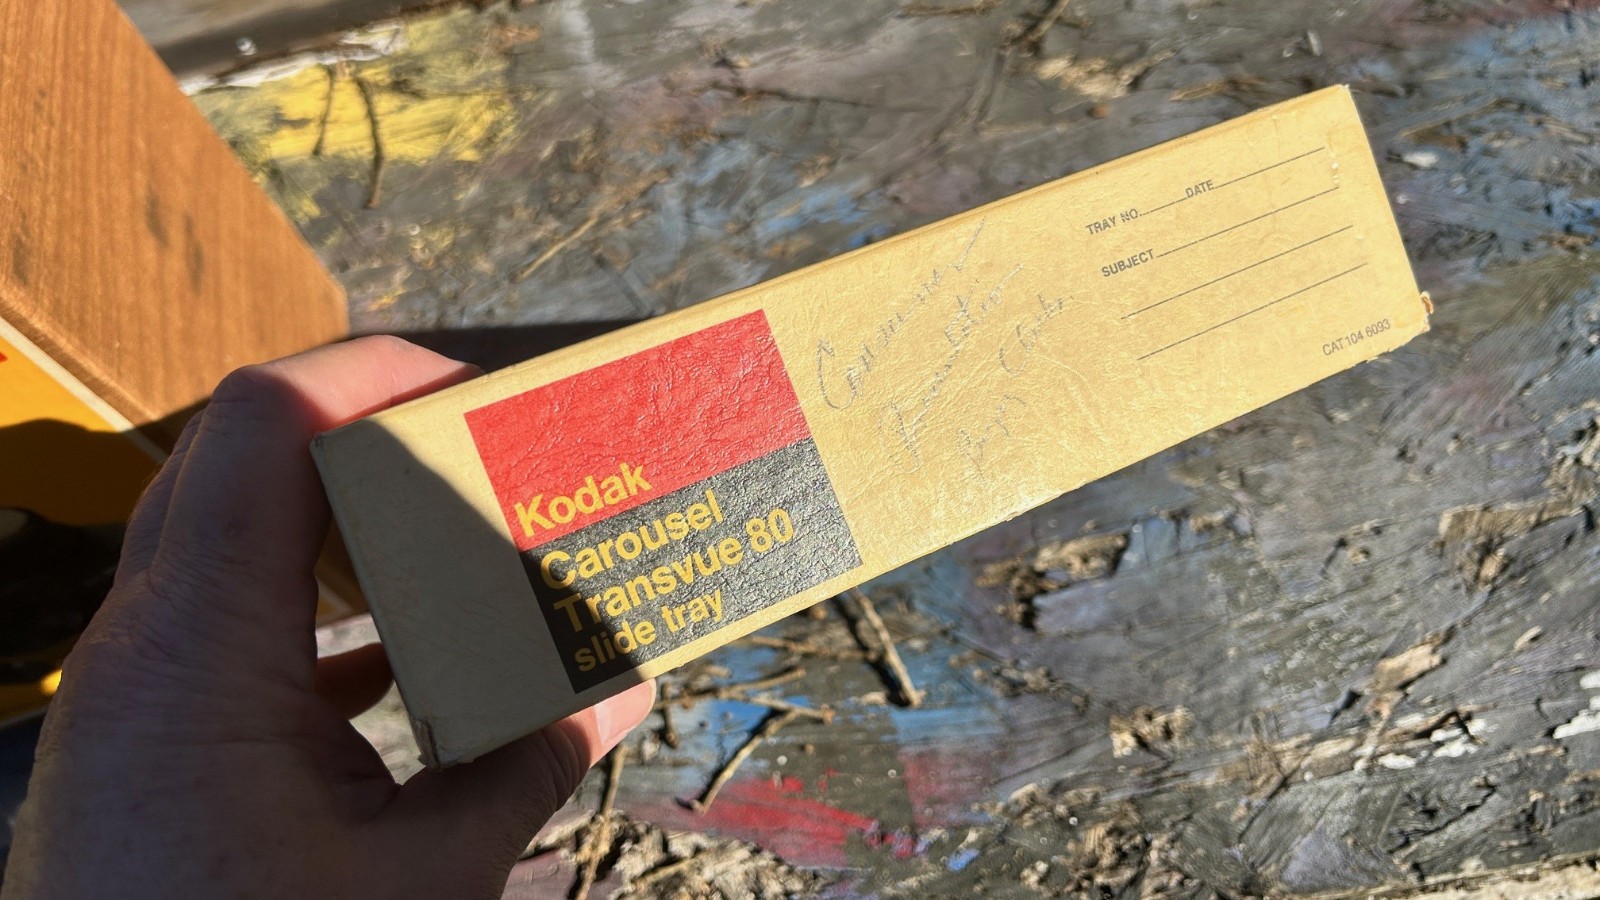 Kodak
Carousel
Transvue 80
slide tray
TRAY NO. DATE
SUBJECT
CAT 104 6093